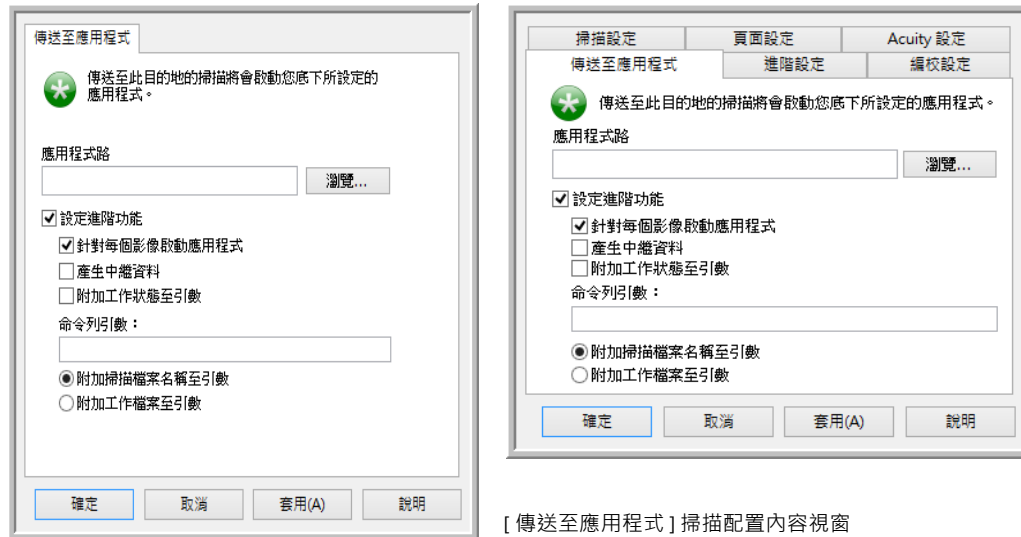 傳送至應用程式
傳送至此目的地的掃描將會啟動您底下所設定的
應用程式。
應用程式路
瀏覽...
設定進階功能
針對每個影像啟動應用程式
產生中繼資料
附加工作狀態至引數
命令列引數：
附加掃描檔案名稱至引數
附加工作檔案至引數
確定 取消 套用(A) 說明
掃描設定 頁面設定 Acuity 設定
傳送至應用程式 進階設定 編校設定
傳送至此目的地的掃描將會啟動您底下所設定的應用程式。
應用程式路
瀏覽...
設定進階功能
針對每個影像啟動應用程式
產生中繼資料
附加工作狀態至引數
命令列引數：
附加掃描檔案名稱至引數
附加工作檔案至引數
確定 取消 套用(A) 說明
[ 傳送至應用程式 ] 掃描配置內容視窗